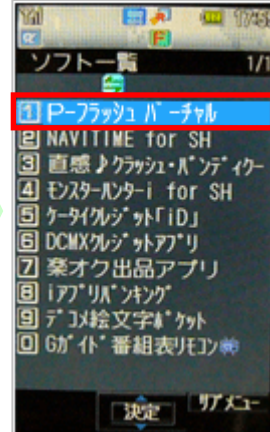 17:53
ソフト一覧 1/1
1 P-フラッシュ バーチャル
2 NAVITIME for SH
3 直感♪クラッシュ・バンディクー
4 モンスターハンターi for SH
5 ケータイクレジット「iD」
6 DCMXクレジットアプリ
7 楽オク出品アプリ
8 iアプリバンキング
9 デコメ絵文字ポケット
0 Gガイド番組表リモコン
決定 サブメニュー